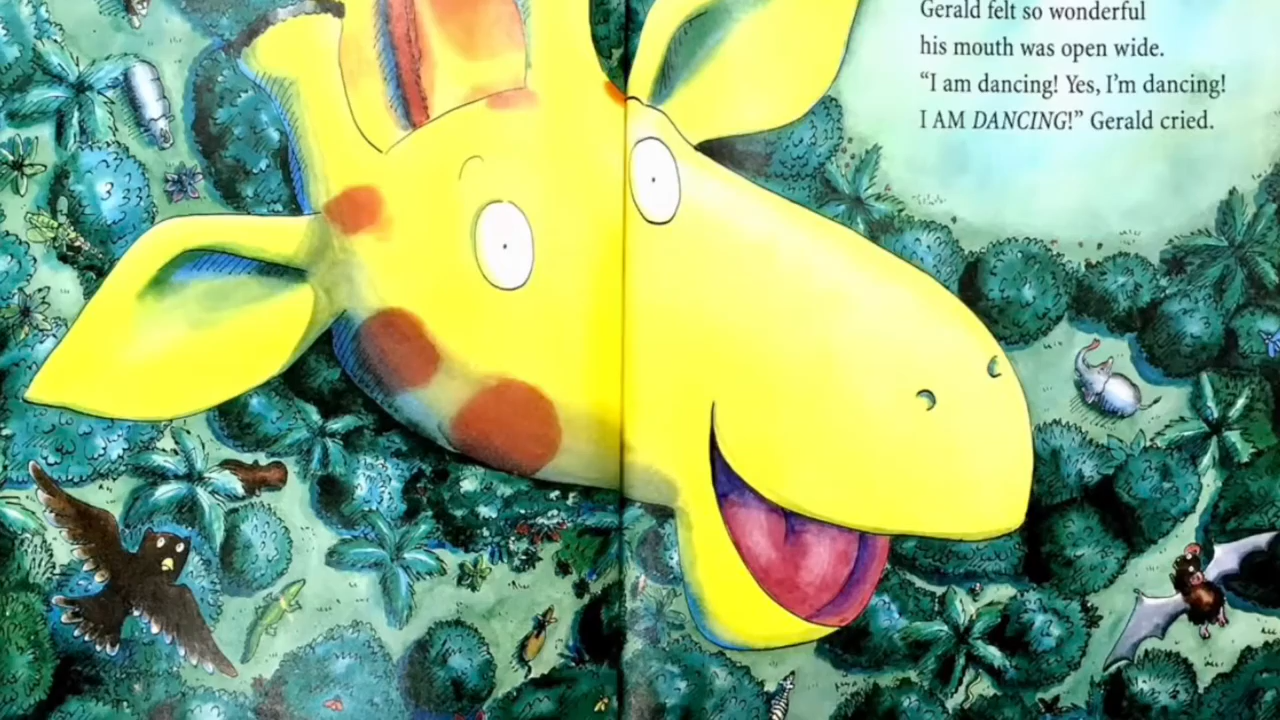 Gerald felt so wonderful
his mouth was open wide.
“I am dancing! Yes, I’m dancing!
I AM DANCING!” Gerald cried.